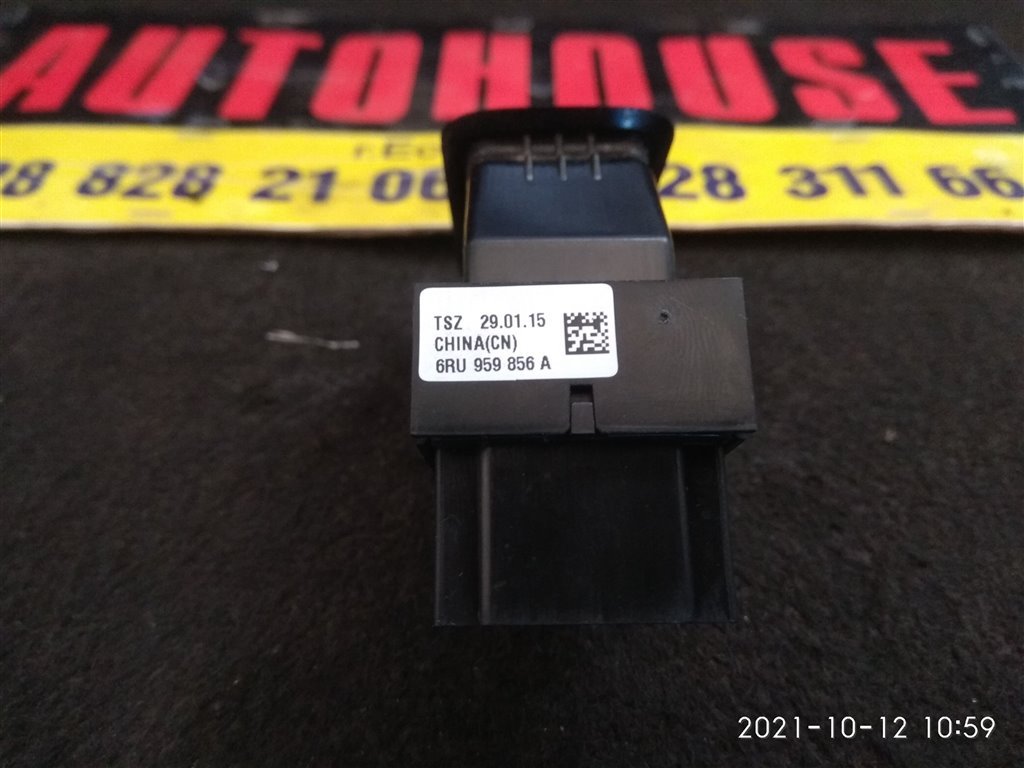 AUTOHOUSE
828 21 06
28 311 66
TSZ 29.01.15
CHINA(CN)
6RU 959 856 A
2021-10-12 10:59